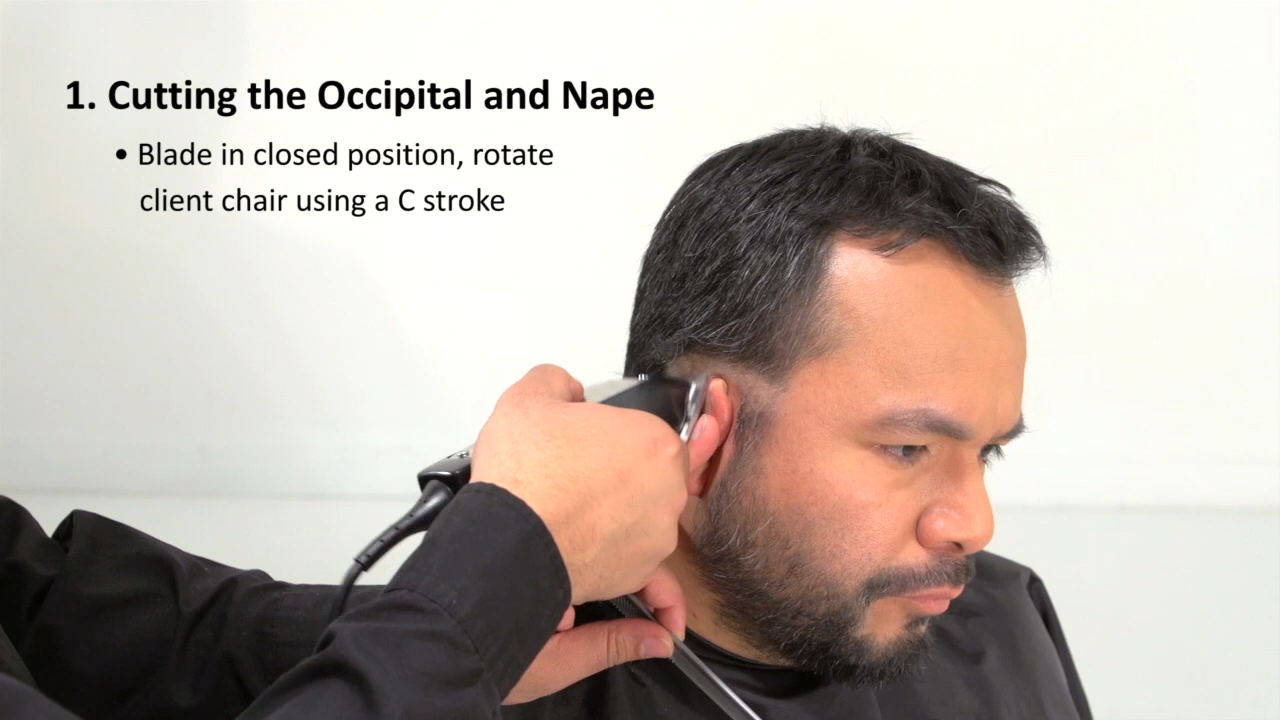 1. Cutting the Occipital and Nape
• Blade in closed position, rotate
client chair using a C stroke